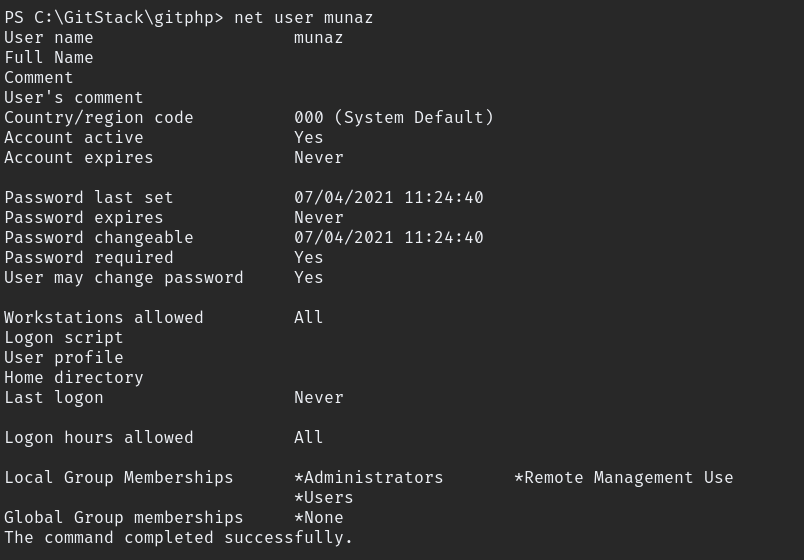 PS C:\GitStack\gitphp> net user munaz
User name                    munaz
Full Name
Comment
User's comment
Country/region code          000 (System Default)
Account active               Yes
Account expires              Never

Password last set            07/04/2021 11:24:40
Password expires             Never
Password changeable          07/04/2021 11:24:40
Password required            Yes
User may change password     Yes

Workstations allowed         All
Logon script
User profile
Home directory
Last logon                   Never

Logon hours allowed          All

Local Group Memberships      *Administrators       *Remote Management Use
                             *Users
Global Group memberships     *None
The command completed successfully.